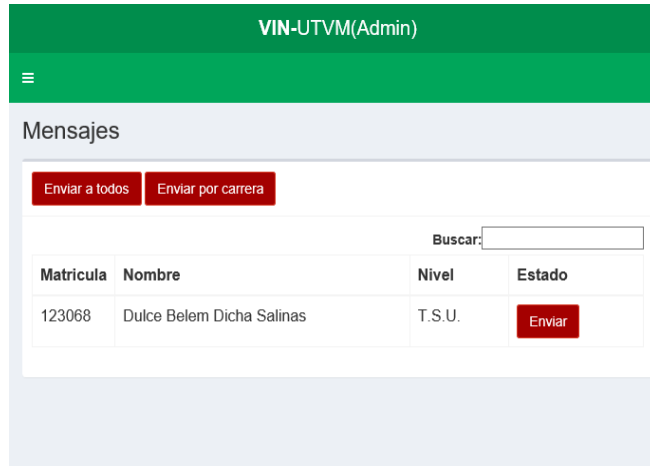 VIN-UTVM(Admin)
Mensajes
Enviar a todos Enviar por carrera
Buscar:
Matricula Nombre Nivel Estado
123068 Dulce Belem Dicha Salinas T.S.U. Enviar